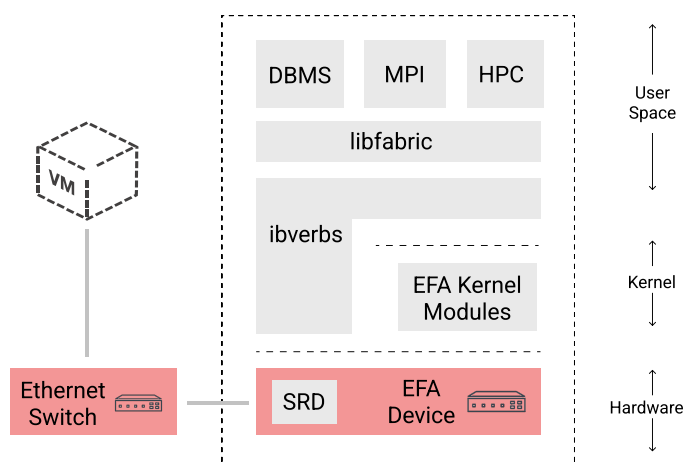 DBMS
MPI
HPC
User
Space
libfabric
VM
ibverbs
EFA Kernel
Modules
Kernel
Ethernet
Switch
SRD
EFA
Device
Hardware